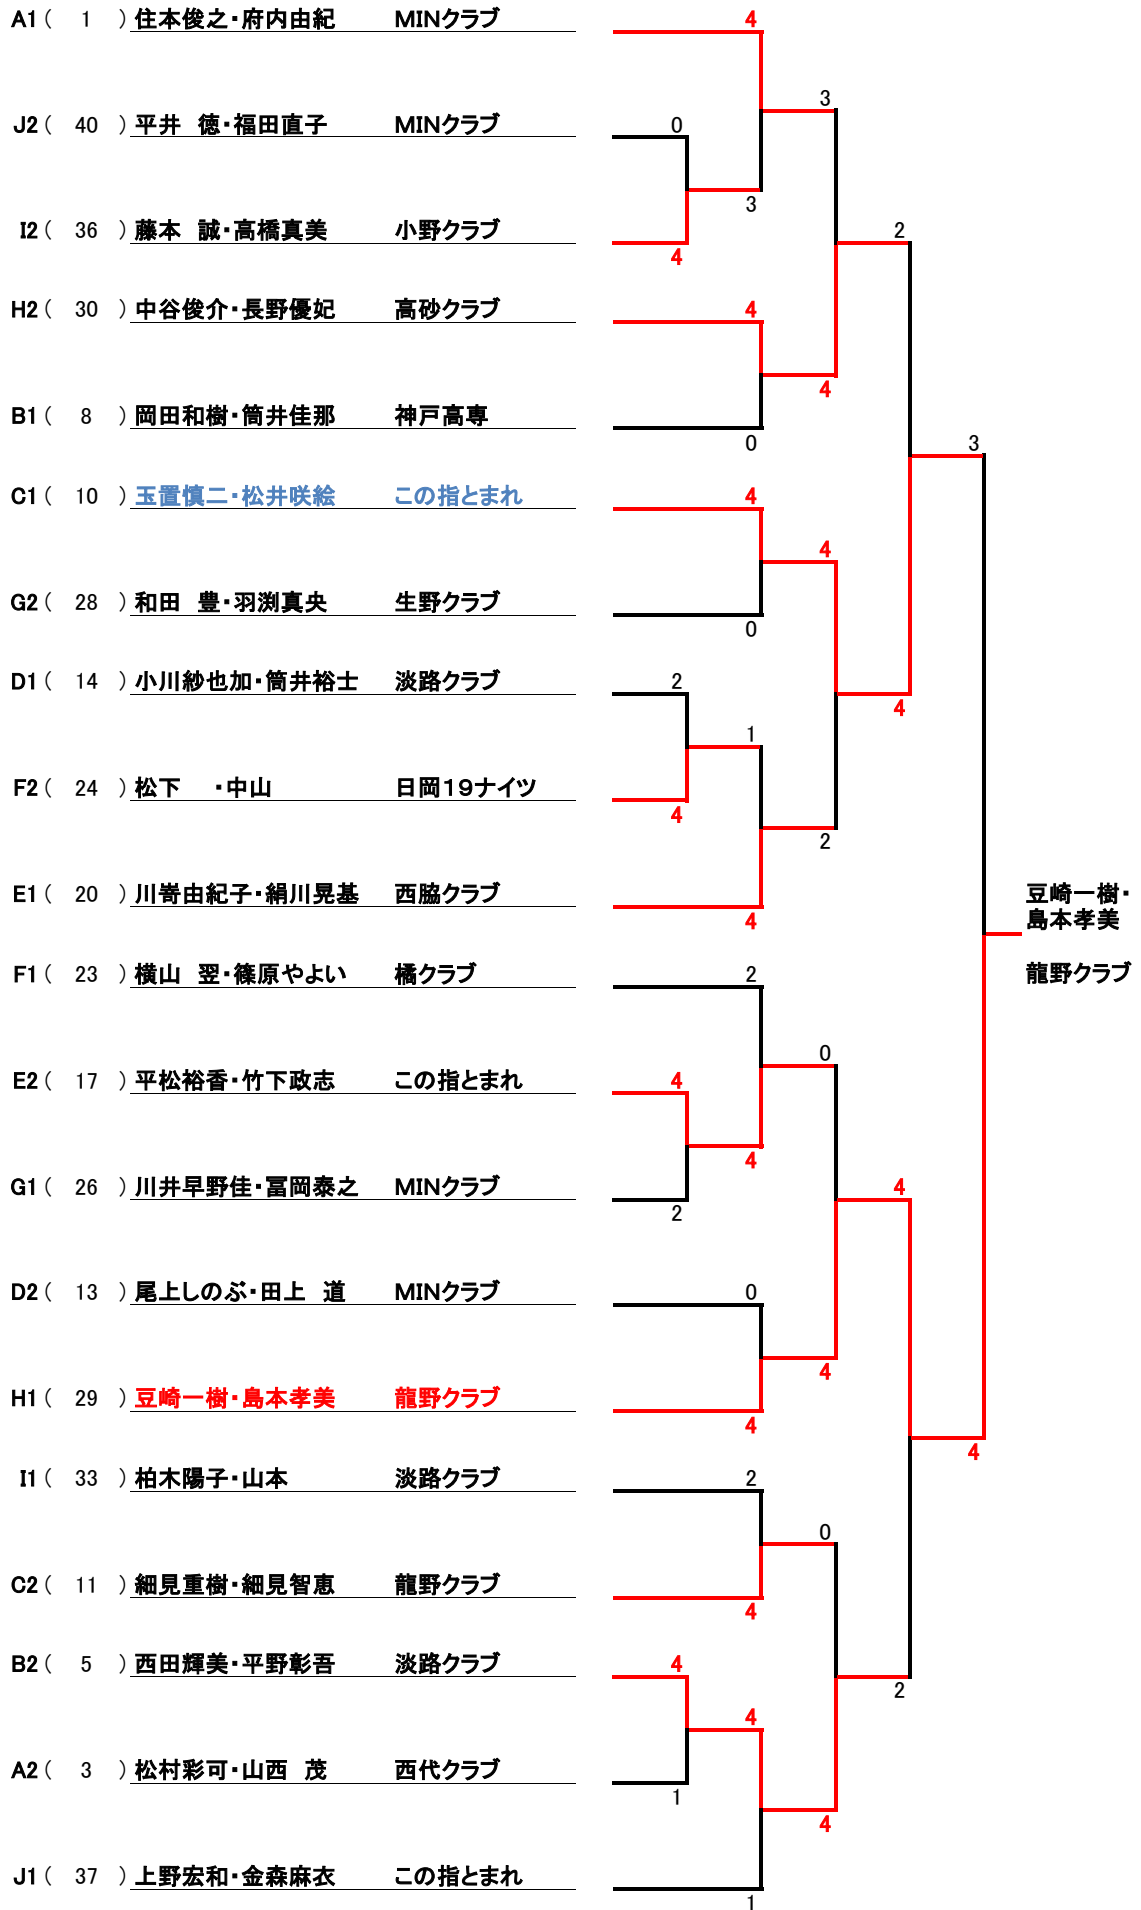 A1 ( 1 ) 住本俊之・府内由紀 MINクラブ 4
3
J2 ( 40 ) 平井 徳・福田直子 MINクラブ 0
3
I2 ( 36 ) 藤本 誠・高橋真美 小野クラブ 2
4
H2 ( 30 ) 中谷俊介・長野優妃 高砂クラブ 4
4
B1 ( 8 ) 岡田和樹・筒井佳那 神戸高専
0 3
C1 ( 10 ) 玉置慎二・松井咲絵 この指とまれ 4
4
G2 ( 28 ) 和田 豊・羽渕真央 生野クラブ
0
D1 ( 14 ) 小川紗也加・筒井裕士 淡路クラブ 2
4
1
F2 ( 24 ) 松下 ・中山 日岡19ナイツ
4
2
E1 ( 20 ) 川嵜由紀子・絹川晃基 西脇クラブ
豆崎一樹・
島本孝美
4
F1 ( 23 ) 横山 翌・篠原やよい 橘クラブ 2
龍野クラブ
0
E2 ( 17 ) 平松裕香・竹下政志 この指とまれ 4
4
G1 ( 26 ) 川井早野佳・冨岡泰之 MINクラブ 4
2
D2 ( 13 ) 尾上しのぶ・田上 道 MINクラブ 0
4
H1 ( 29 ) 豆崎一樹・島本孝美 龍野クラブ
4
4
I1 ( 33 ) 柏木陽子・山本 淡路クラブ 2
0
C2 ( 11 ) 細見重樹・細見智恵 龍野クラブ
4
B2 ( 5 ) 西田輝美・平野彰吾 淡路クラブ 4
2
4
A2 ( 3 ) 松村彩可・山西 茂 西代クラブ
1
4
J1 ( 37 ) 上野宏和・金森麻衣 この指とまれ
1